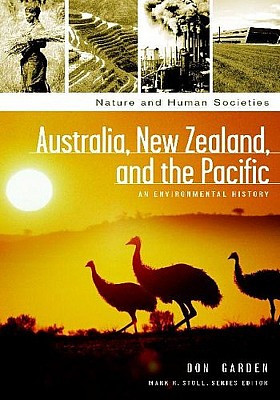 Nature and Human Societies
Australia, New Zealand,
and the Pacific
AN ENVIRONMENTAL HISTORY
DON GARDEN
MARK R. STOLL, SERIES EDITOR